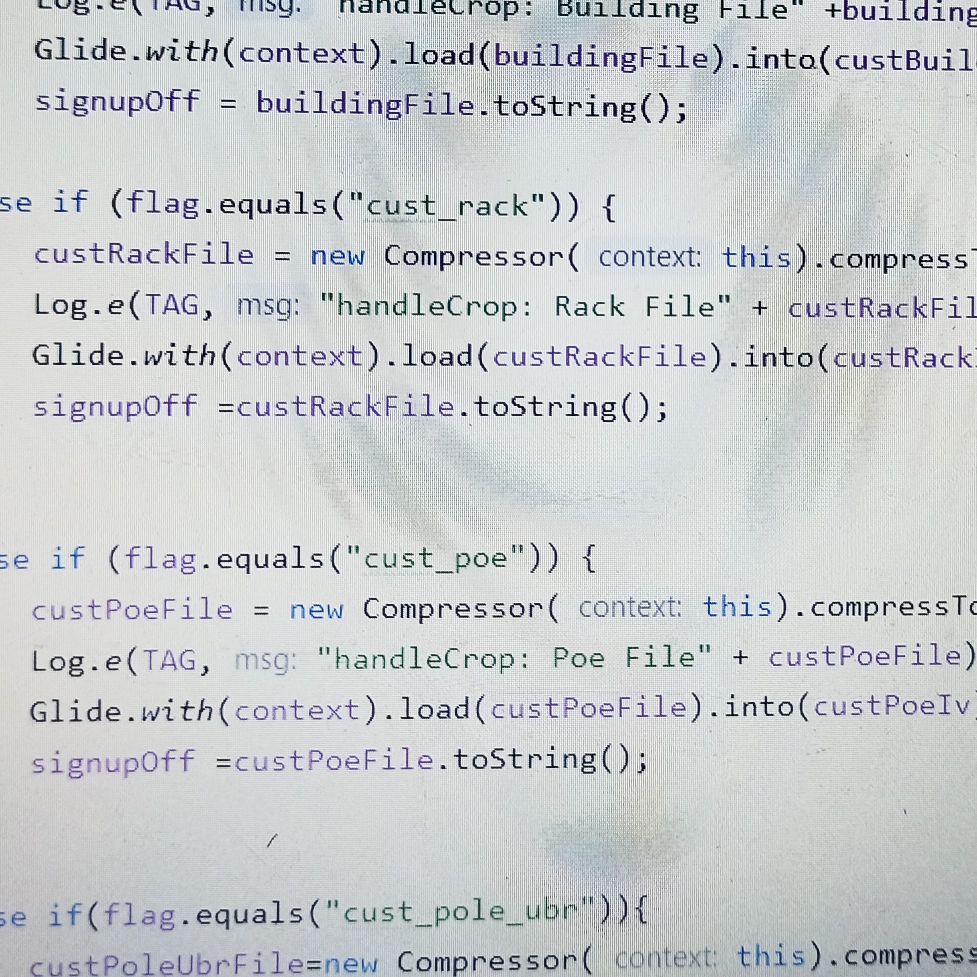 Log.e(TAG, msg: "handleCrop: Building File" +building
Glide.with(context).load(buildingFile).into(custBuil
signupOff = buildingFile.toString();
se if (flag.equals("cust_rack")) {
custRackFile = new Compressor( context: this).compressT
Log.e(TAG, msg: "handleCrop: Rack File" + custRackFil
Glide.with(context).load(custRackFile).into(custRack
signupOff =custRackFile.toString();
se if (flag.equals("cust_poe")) {
custPoeFile = new Compressor( context: this).compressTo
Log.e(TAG, msg: "handleCrop: Poe File" + custPoeFile)
Glide.with(context).load(custPoeFile).into(custPoeIv
signupOff =custPoeFile.toString();
se if(flag.equals("cust_pole_ubr")){
custPoleUbrFile=new Compressor( context: this).compress